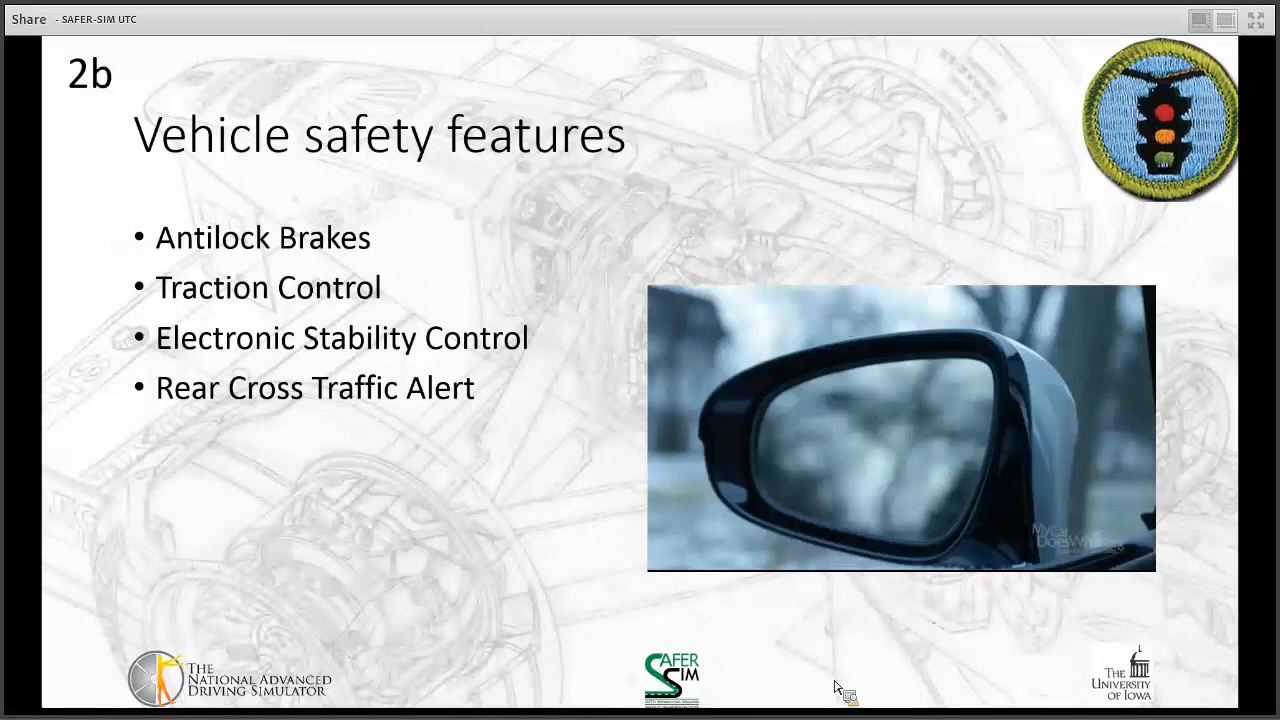 Share - SAFER-SIM UTC
2b
Vehicle safety features
• Antilock Brakes
• Traction Control
• Electronic Stability Control
• Rear Cross Traffic Alert
MyCar
THE
NATIONAL ADVANCED
DRIVING SIMULATOR
SAFER
SIM
THE
UNIVERSITY
OF IOWA